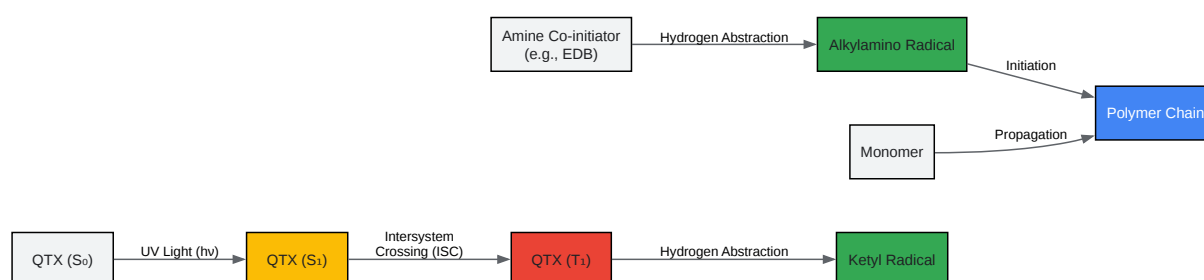 Amine Co-initiator
(e.g., EDB)
Hydrogen Abstraction
Alkylamino Radical
Initiation
Polymer Chain
Monomer
Propagation
QTX (S₀)
UV Light (hν)
QTX (S₁)
Intersystem
Crossing (ISC)
QTX (T₁)
Hydrogen Abstraction
Ketyl Radical